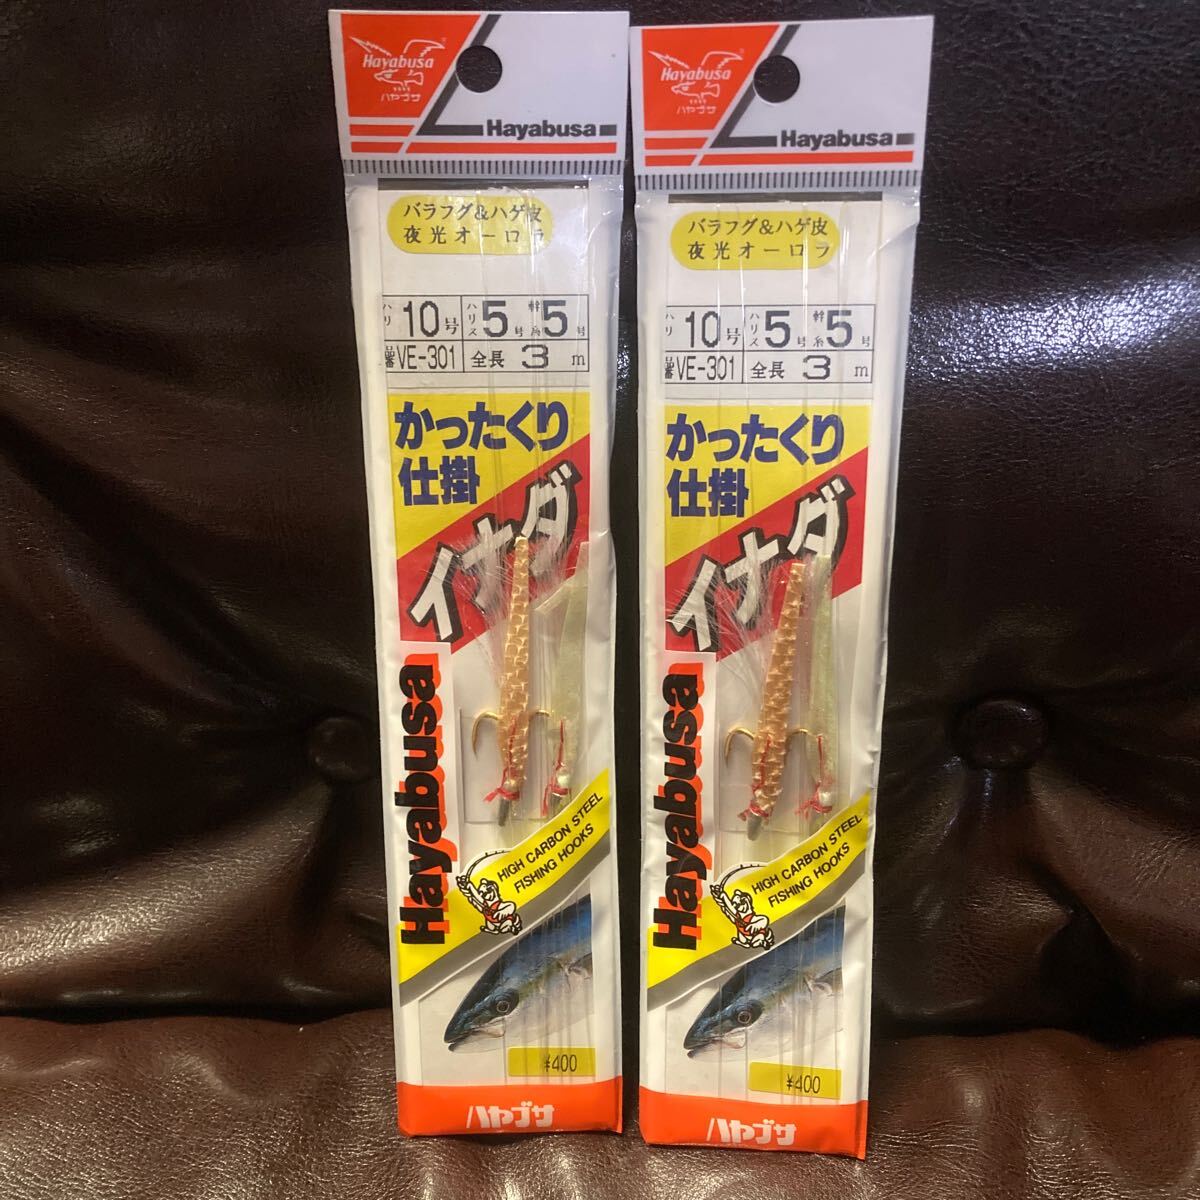 Hayabusa
ハヤブサ
Hayabusa
バラフグ&ハゲ皮
夜光オーロラ
ハリ 10号 ハリス 5号 幹糸 5号
品番 VE-301 全長 3m
かったくり
仕掛
イナダ
Hayabusa
HIGH CARBON STEEL
FISHING HOOKS
¥400
ハヤブサ
Hayabusa
ハヤブサ
Hayabusa
バラフグ&ハゲ皮
夜光オーロラ
ハリ 10号 ハリス 5号 幹糸 5号
品番 VE-301 全長 3m
かったくり
仕掛
イナダ
Hayabusa
HIGH CARBON STEEL
FISHING HOOKS
¥400
ハヤブサ